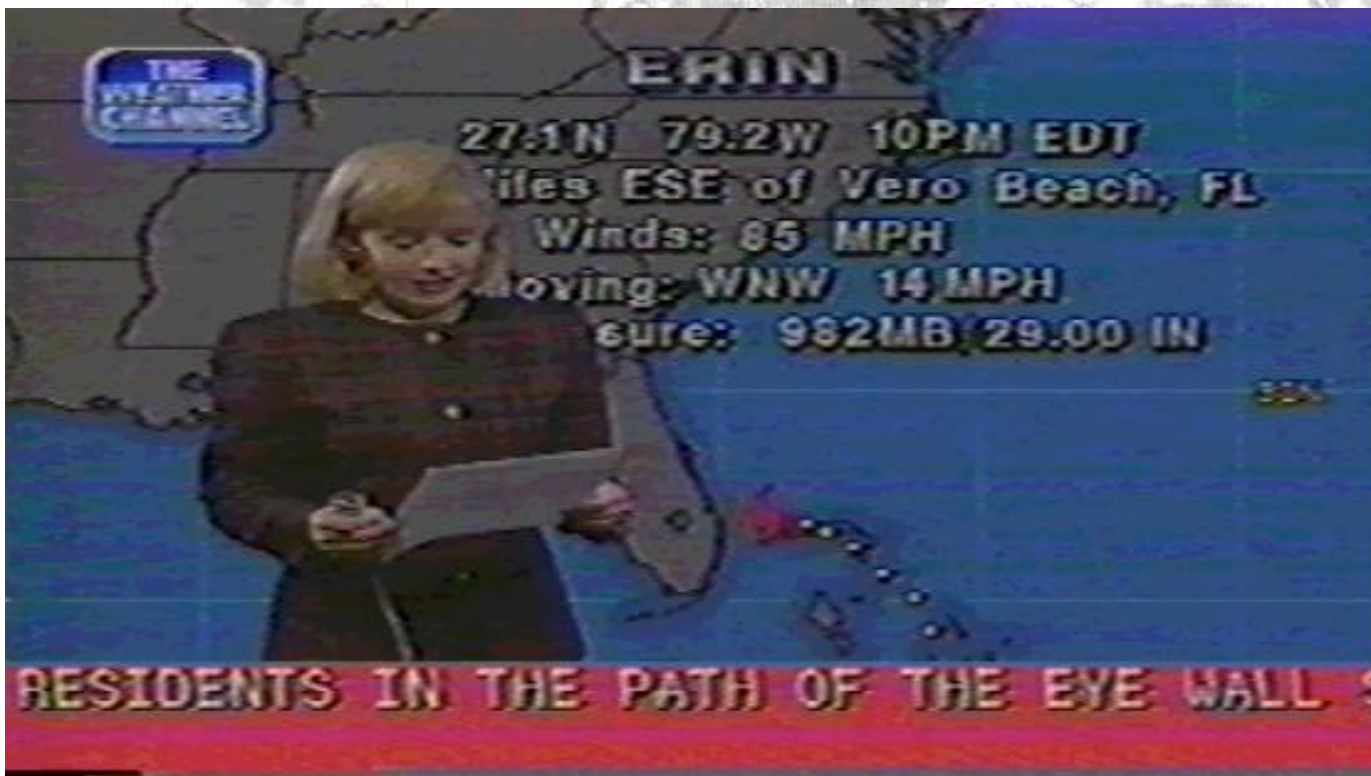 THE
WEATHER
CHANNEL
ERIN
27.1N 79.2W 10PM EDT
iles ESE of Vero Beach, FL
Winds: 85 MPH
oving: WNW 14 MPH
sure: 982MB/29.00 IN
RESIDENTS IN THE PATH OF THE EYE WALL